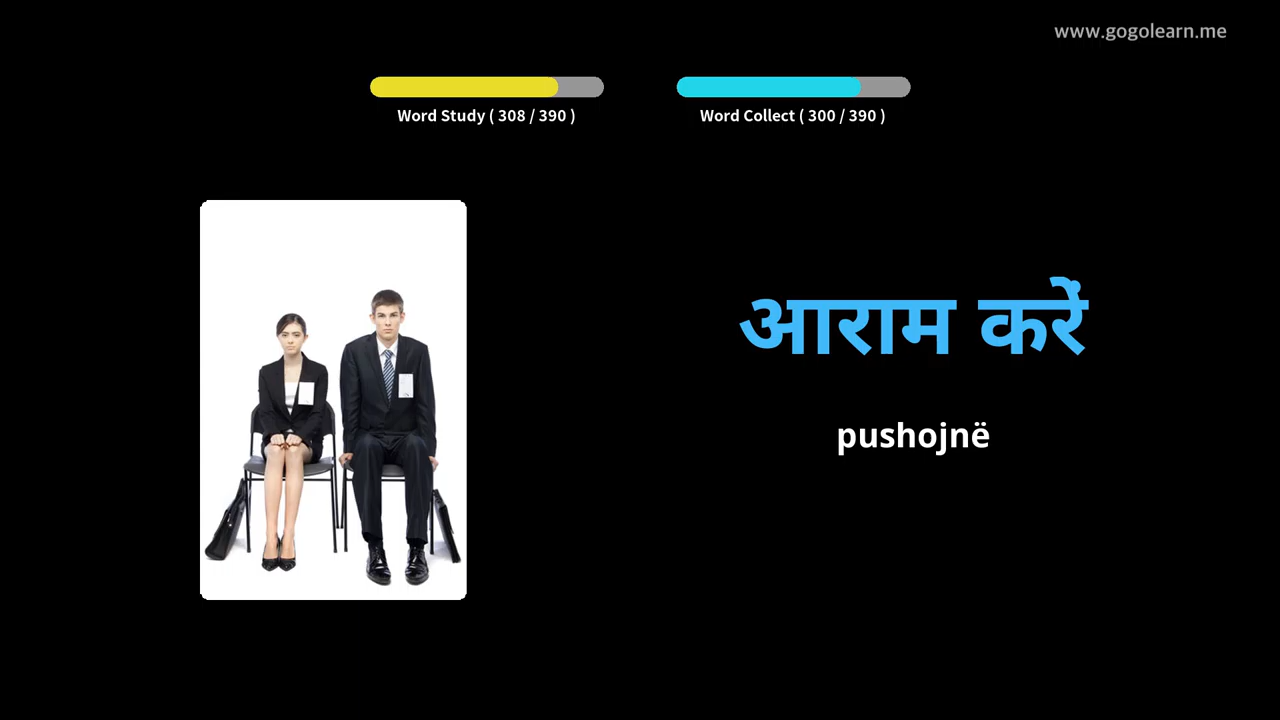 www.gogolearn.me
Word Study ( 308 / 390 )
Word Collect ( 300 / 390 )
आराम करें
pushojnë